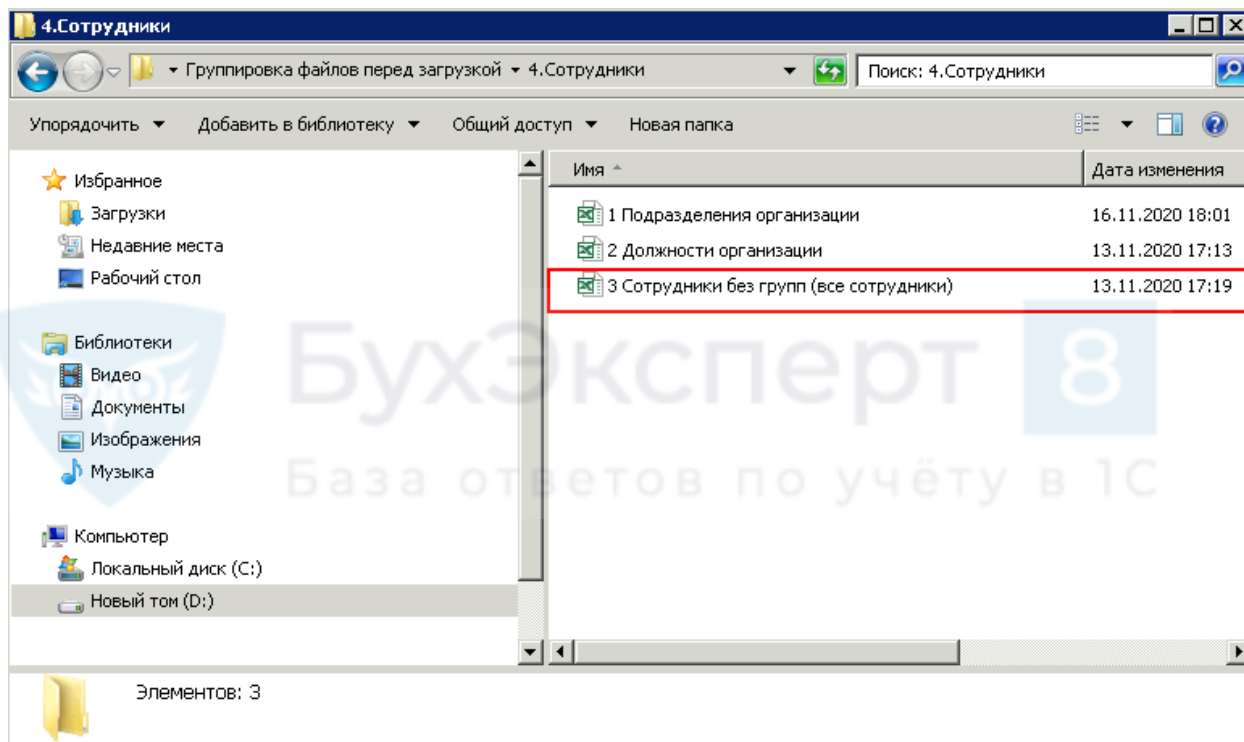 4.Сотрудники
Группировка файлов перед загрузкой 4.Сотрудники Поиск: 4.Сотрудники
Упорядочить Добавить в библиотеку Общий доступ Новая папка
Избранное
Загрузки
Недавние места
Рабочий стол
Библиотеки
Видео
Документы
Изображения
Музыка
Компьютер
Локальный диск (C:)
Новый том (D:)
Имя Дата изменения
1 Подразделения организации 16.11.2020 18:01
2 Должности организации 13.11.2020 17:13
3 Сотрудники без групп (все сотрудники) 13.11.2020 17:19
БухЭксперт 8
База ответов по учёту в 1С
Элементов: 3